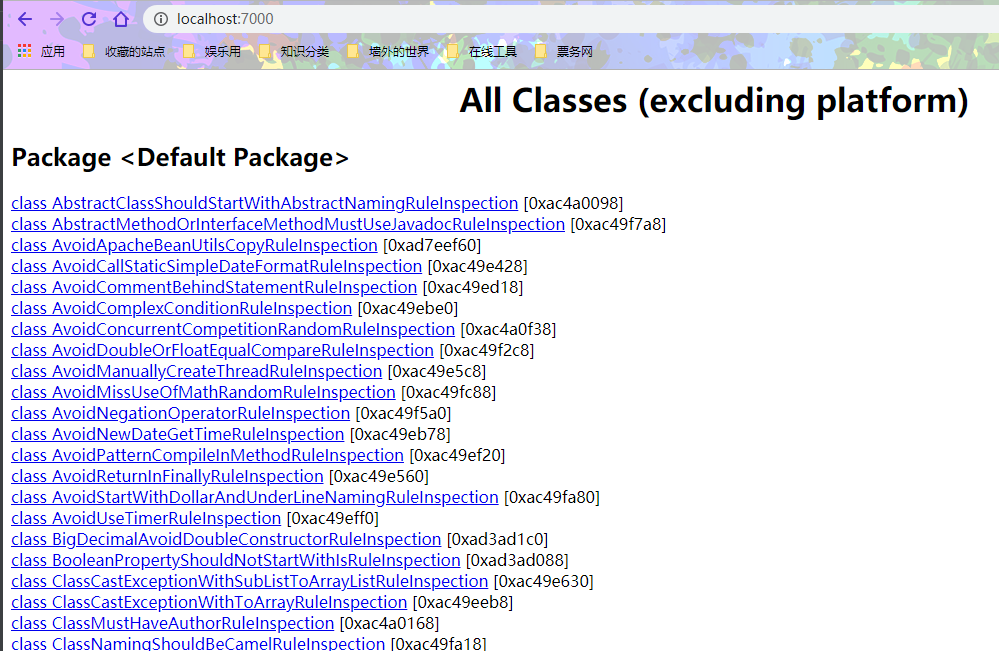 localhost:7000
应用 收藏的站点 娱乐用 知识分类 墙外的世界 在线工具 票务网
All Classes (excluding platform)
Package <Default Package>
class AbstractClassShouldStartWithAbstractNamingRuleInspection [0xac4a0098]
class AbstractMethodOrInterfaceMethodMustUseJavadocRuleInspection [0xac49f7a8]
class AvoidApacheBeanUtilsCopyRuleInspection [0xad7eef60]
class AvoidCallStaticSimpleDateFormatRuleInspection [0xac49e428]
class AvoidCommentBehindStatementRuleInspection [0xac49ed18]
class AvoidComplexConditionRuleInspection [0xac49ebe0]
class AvoidConcurrentCompetitionRandomRuleInspection [0xac4a0f38]
class AvoidDoubleOrFloatEqualCompareRuleInspection [0xac49f2c8]
class AvoidManuallyCreateThreadRuleInspection [0xac49e5c8]
class AvoidMissUseOfMathRandomRuleInspection [0xac49fc88]
class AvoidNegationOperatorRuleInspection [0xac49f5a0]
class AvoidNewDateGetTimeRuleInspection [0xac49eb78]
class AvoidPatternCompileInMethodRuleInspection [0xac49ef20]
class AvoidReturnInFinallyRuleInspection [0xac49e560]
class AvoidStartWithDollarAndUnderLineNamingRuleInspection [0xac49fa80]
class AvoidUseTimerRuleInspection [0xac49eff0]
class BigDecimalAvoidDoubleConstructorRuleInspection [0xad3ad1c0]
class BooleanPropertyShouldNotStartWithIsRuleInspection [0xad3ad088]
class ClassCastExceptionWithSubListToArrayListRuleInspection [0xac49e630]
class ClassCastExceptionWithToArrayRuleInspection [0xac49eeb8]
class ClassMustHaveAuthorRuleInspection [0xac4a0168]
class ClassNamingShouldBeCamelRuleInspection [0xac49fa18]